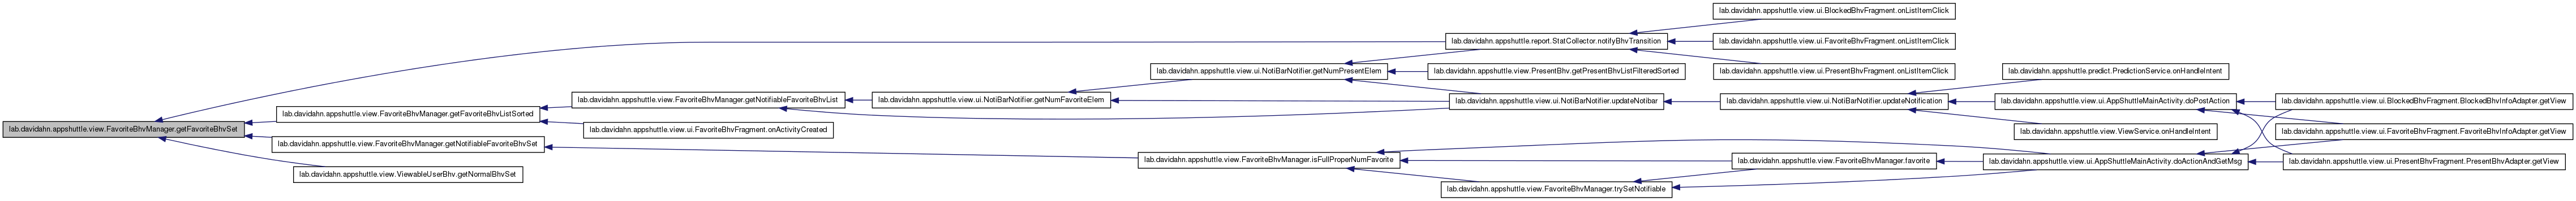 lab.davidahn.appshuttle.view.ui.BlockedBhvFragment.onListItemClick
lab.davidahn.appshuttle.report.StatCollector.notifyBhvTransition
lab.davidahn.appshuttle.view.ui.FavoriteBhvFragment.onListItemClick
lab.davidahn.appshuttle.view.ui.NotiBarNotifier.getNumPresentElem
lab.davidahn.appshuttle.view.PresentBhv.getPresentBhvListFilteredSorted
lab.davidahn.appshuttle.view.ui.PresentBhvFragment.onListItemClick
lab.davidahn.appshuttle.predict.PredictionService.onHandleIntent
lab.davidahn.appshuttle.view.FavoriteBhvManager.getNotifiableFavoriteBhvList
lab.davidahn.appshuttle.view.ui.NotiBarNotifier.getNumFavoriteElem
lab.davidahn.appshuttle.view.ui.NotiBarNotifier.updateNotibar
lab.davidahn.appshuttle.view.ui.NotiBarNotifier.updateNotification
lab.davidahn.appshuttle.view.ui.AppShuttleMainActivity.doPostAction
lab.davidahn.appshuttle.view.ui.BlockedBhvFragment.BlockedBhvInfoAdapter.getView
lab.davidahn.appshuttle.view.FavoriteBhvManager.getFavoriteBhvListSorted
lab.davidahn.appshuttle.view.FavoriteBhvManager.getFavoriteBhvSet
lab.davidahn.appshuttle.view.ui.FavoriteBhvFragment.onActivityCreated
lab.davidahn.appshuttle.view.ViewService.onHandleIntent
lab.davidahn.appshuttle.view.ui.FavoriteBhvFragment.FavoriteBhvInfoAdapter.getView
lab.davidahn.appshuttle.view.FavoriteBhvManager.getNotifiableFavoriteBhvSet
lab.davidahn.appshuttle.view.FavoriteBhvManager.isFullProperNumFavorite
lab.davidahn.appshuttle.view.FavoriteBhvManager.favorite
lab.davidahn.appshuttle.view.ui.AppShuttleMainActivity.doActionAndGetMsg
lab.davidahn.appshuttle.view.ui.PresentBhvFragment.PresentBhvAdapter.getView
lab.davidahn.appshuttle.view.ViewableUserBhv.getNormalBhvSet
lab.davidahn.appshuttle.view.FavoriteBhvManager.trySetNotifiable